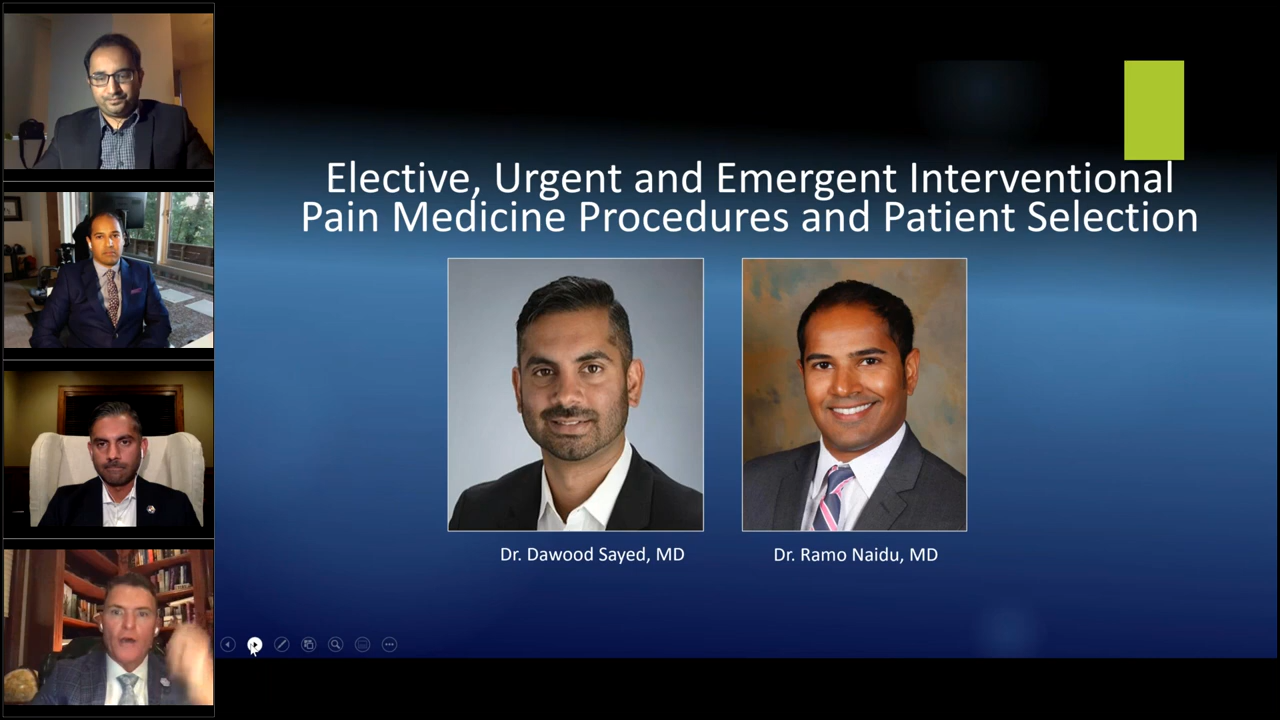 Elective, Urgent and Emergent Interventional
Pain Medicine Procedures and Patient Selection
Dr. Dawood Sayed, MD
Dr. Ramo Naidu, MD